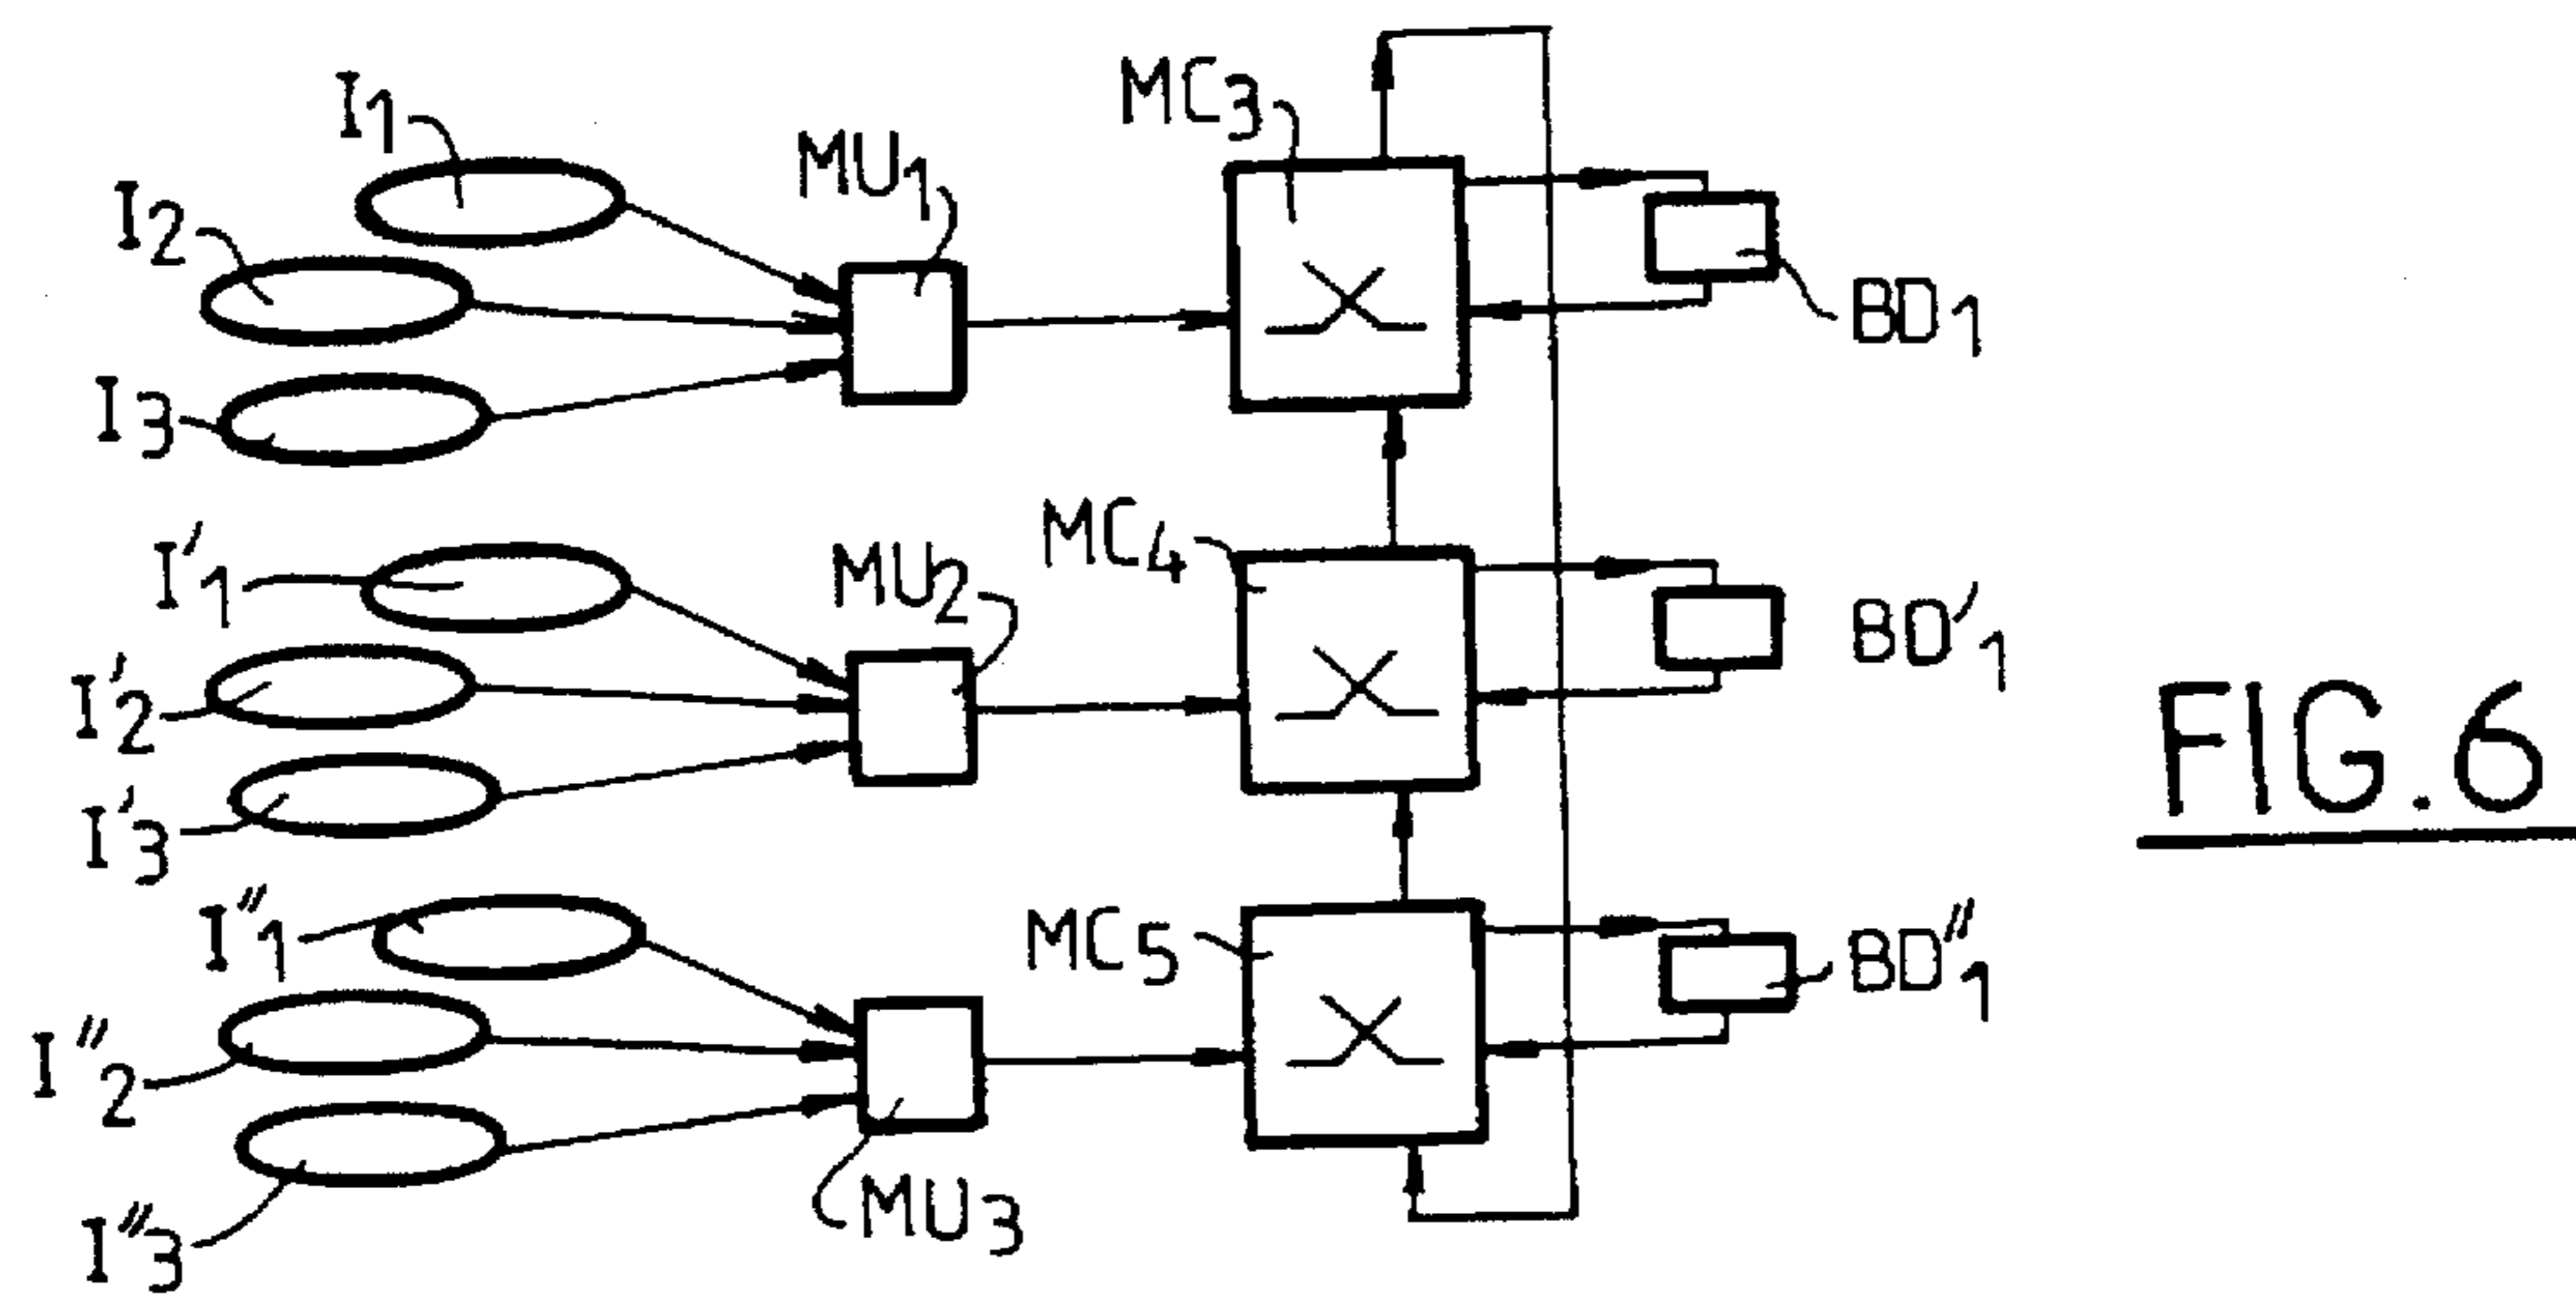 I1
I2
I3
MU1
MC3
BD1
I'1
I'2
I'3
MU2
MC4
BD'1
I"1
I"2
I"3
MU3
MC5
BD"1
FIG.6